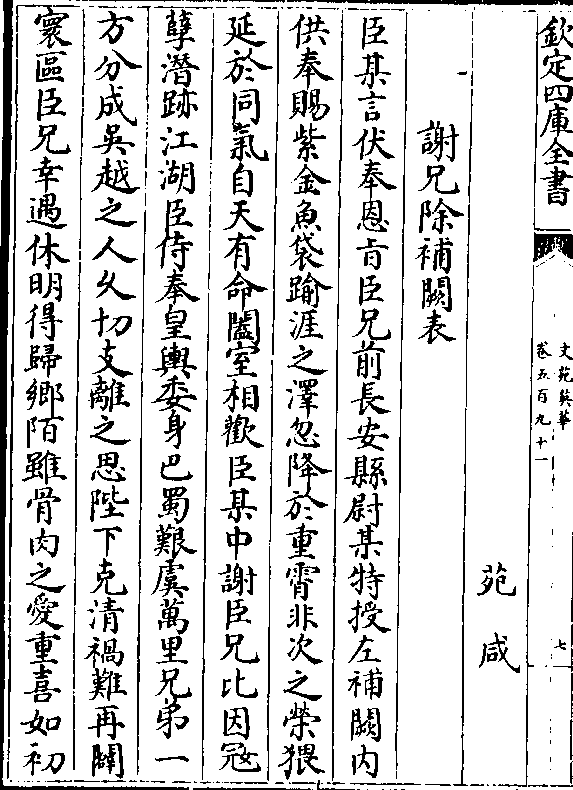 欽定四庫全書
文苑英華
卷五百九十一
七
苑咸
謝兄除補闕表
臣某言伏奉恩㫖臣兄前長安縣尉某特授左補闕内
供奉賜紫金魚袋踰涯之澤忽降於重霄非次之榮猥
延於同氣自天有命闔室相歡臣某中謝臣兄比因冦
孽潛跡江湖臣侍奉皇輿委身巴蜀艱虞萬里兄弟一
方分成吳越之人乆切支離之思陛下克清禍難再闢
寰區臣兄幸遇休明得歸鄉陌雖骨肉之愛重喜如初